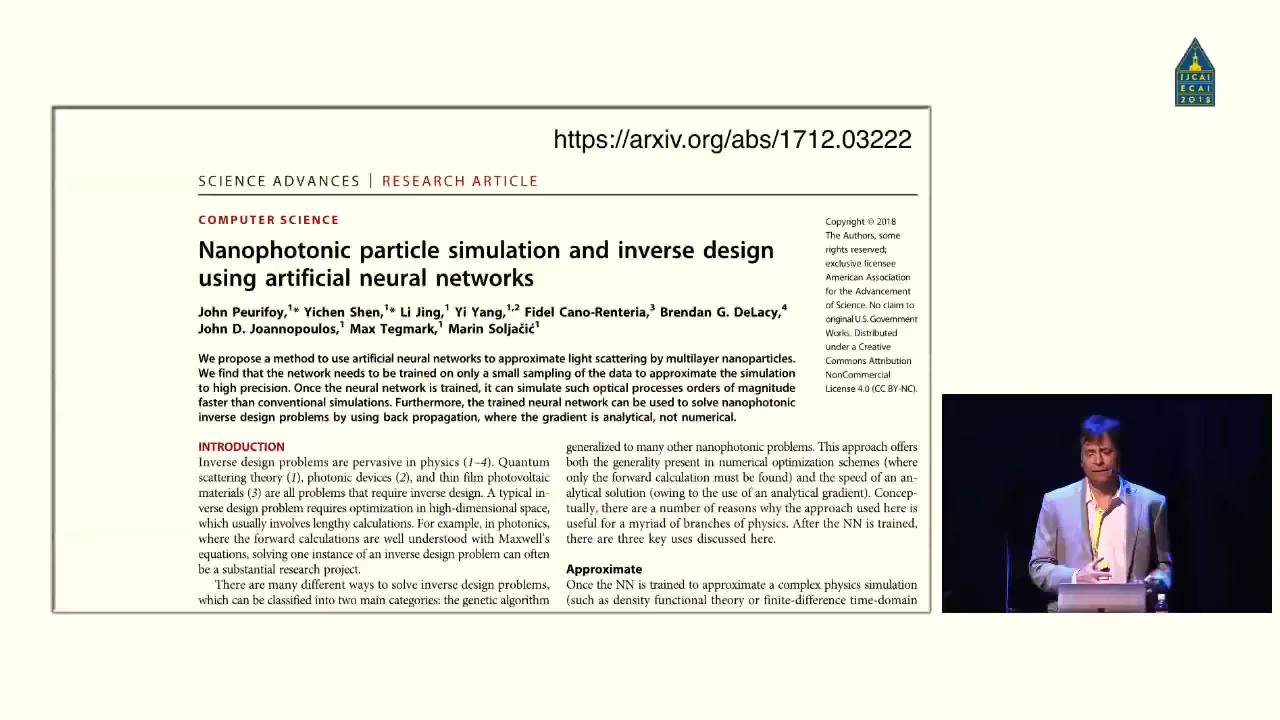 IJCAI
ECAI
2018
https://arxiv.org/abs/1712.03222
SCIENCE ADVANCES | RESEARCH ARTICLE
COMPUTER SCIENCE
Nanophotonic particle simulation and inverse design
using artificial neural networks
John Peurifoy,1* Yichen Shen,1* Li Jing,1 Yi Yang,1,2 Fidel Cano-Renteria,3 Brendan G. DeLacy,4
John D. Joannopoulos,1 Max Tegmark,1 Marin Soljačić1
We propose a method to use artificial neural networks to approximate light scattering by multilayer nanoparticles.
We find that the network needs to be trained on only a small sampling of the data to approximate the simulation
to high precision. Once the neural network is trained, it can simulate such optical processes orders of magnitude
faster than conventional simulations. Furthermore, the trained neural network can be used to solve nanophotonic
inverse design problems by using back propagation, where the gradient is analytical, not numerical.
Copyright © 2018
The Authors, some
rights reserved;
exclusive licensee
American Association
for the Advancement
of Science. No claim to
original U.S. Government
Works. Distributed
under a Creative
Commons Attribution
NonCommercial
License 4.0 (CC BY-NC).
INTRODUCTION
Inverse design problems are pervasive in physics (1–4). Quantum
scattering theory (1), photonic devices (2), and thin film photovoltaic
materials (3) are all problems that require inverse design. A typical in-
verse design problem requires optimization in high-dimensional space,
which usually involves lengthy calculations. For example, in photonics,
where the forward calculations are well understood with Maxwell's
equations, solving one instance of an inverse design problem can often
be a substantial research project.
There are many different ways to solve inverse design problems,
which can be classified into two main categories: the genetic algorithm
generalized to many other nanophotonic problems. This approach offers
both the generality present in numerical optimization schemes (where
only the forward calculation must be found) and the speed of an an-
alytical solution (owing to the use of an analytical gradient). Concep-
tually, there are a number of reasons why the approach used here is
useful for a myriad of branches of physics. After the NN is trained,
there are three key uses discussed here.
Approximate
Once the NN is trained to approximate a complex physics simulation
(such as density functional theory or finite-difference time-domain